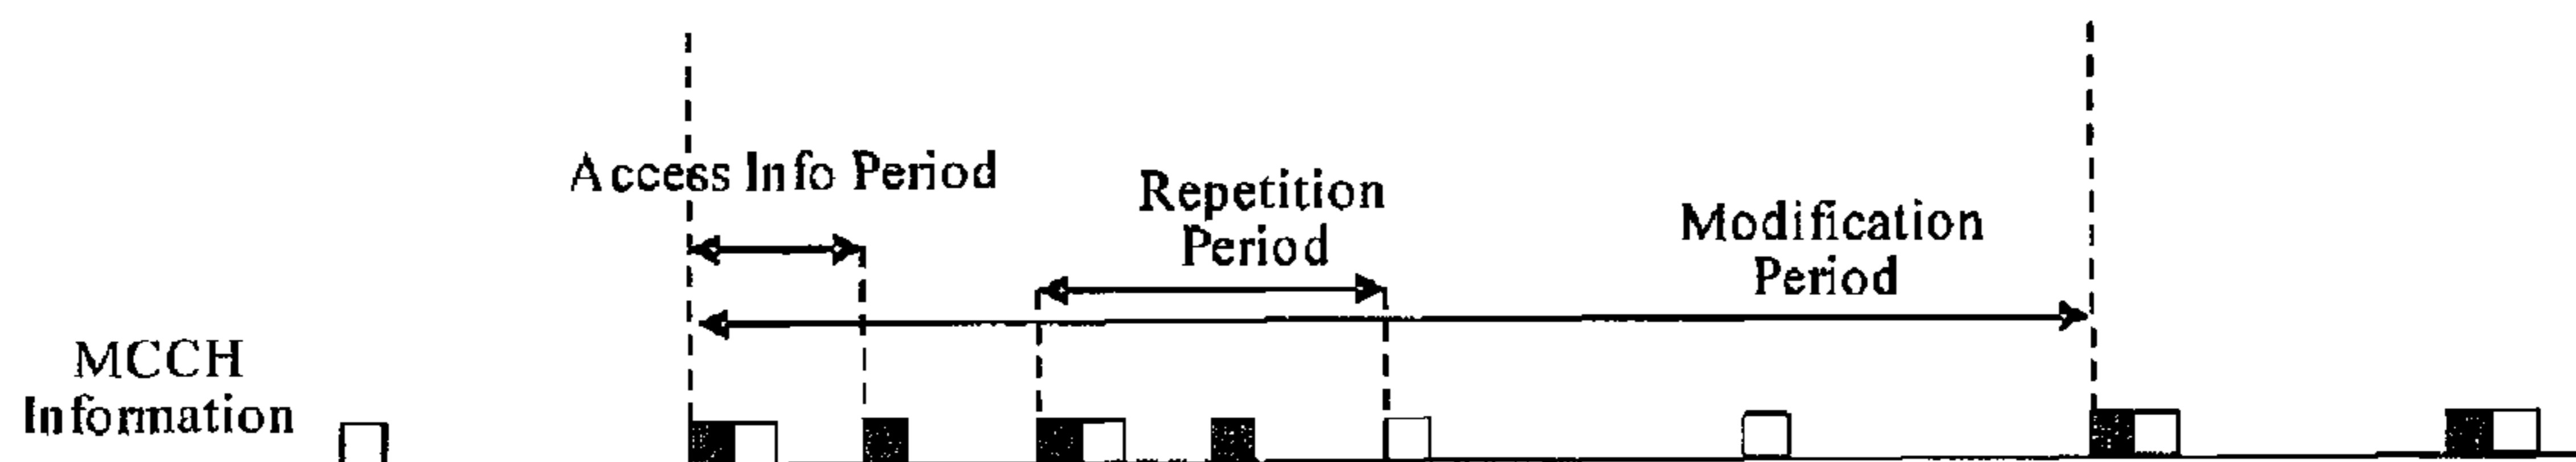 Access Info Period
Repetition
Period
Modification
Period
MCCH
Information